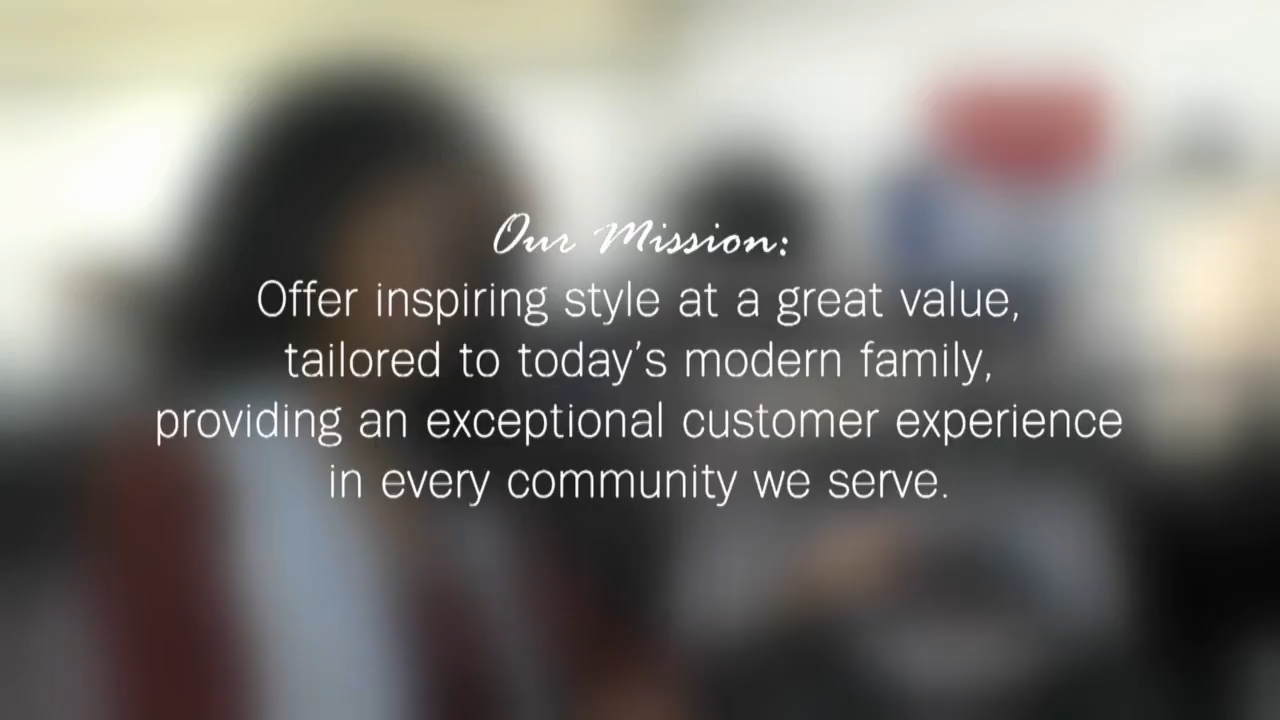 Our Mission:
Offer inspiring style at a great value,
tailored to today’s modern family,
providing an exceptional customer experience
in every community we serve.